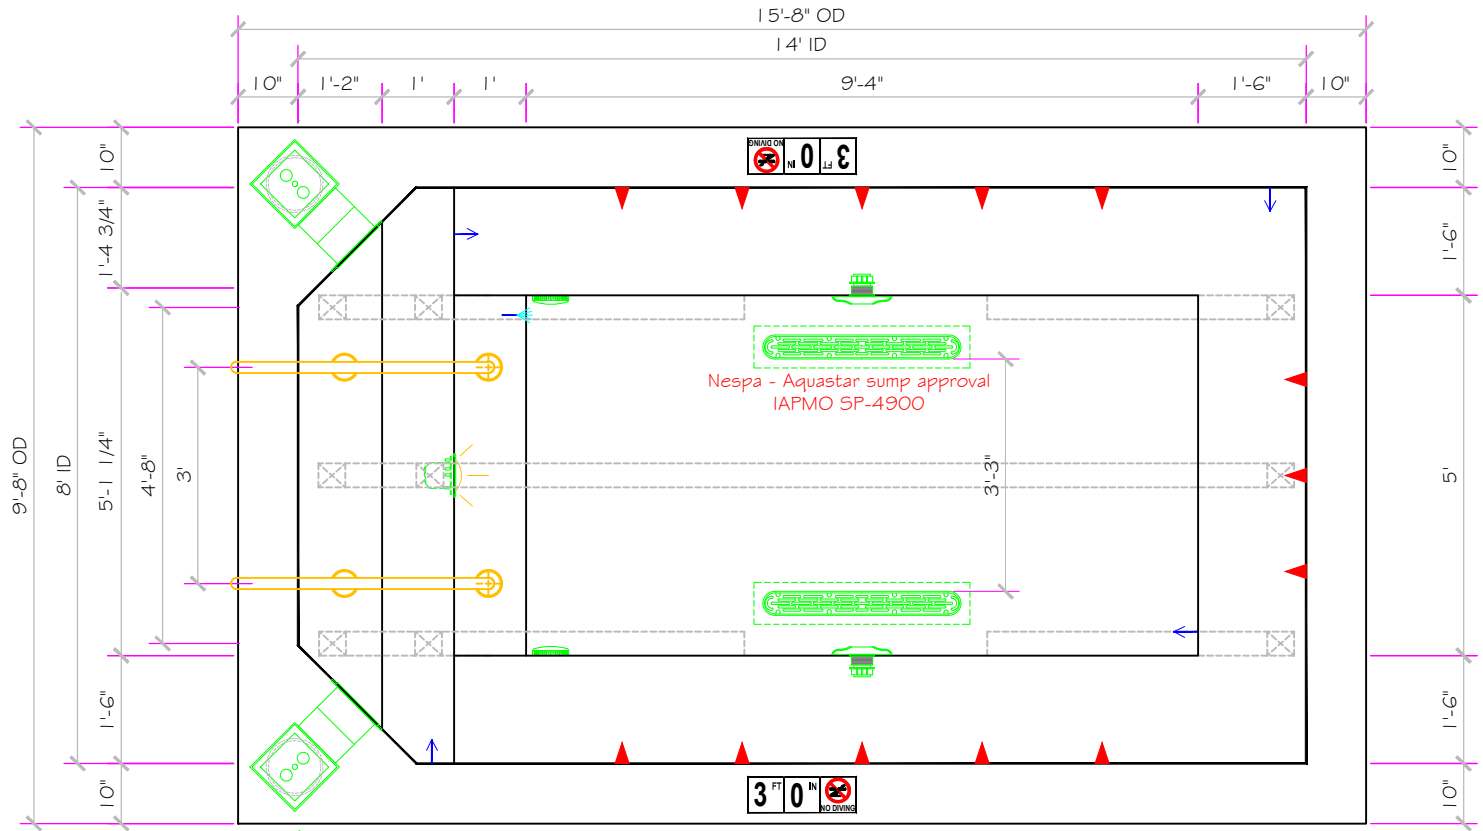 15'-8" OD
14' ID
10"
1'-2"
1'
1'
9'-4"
1'-6"
10"
NO DIVING
0 IN
3 FT
10"
1'-4 3/4"
5'-1 1/4"
1'-6"
10"
9'-8" OD
8' ID
4'-8"
3'
Nespa - Aquastar sump approval
IAPMO SP-4900
3'-3"
10"
1'-6"
5'
1'-6"
10"
3 FT
0 IN
NO DIVING